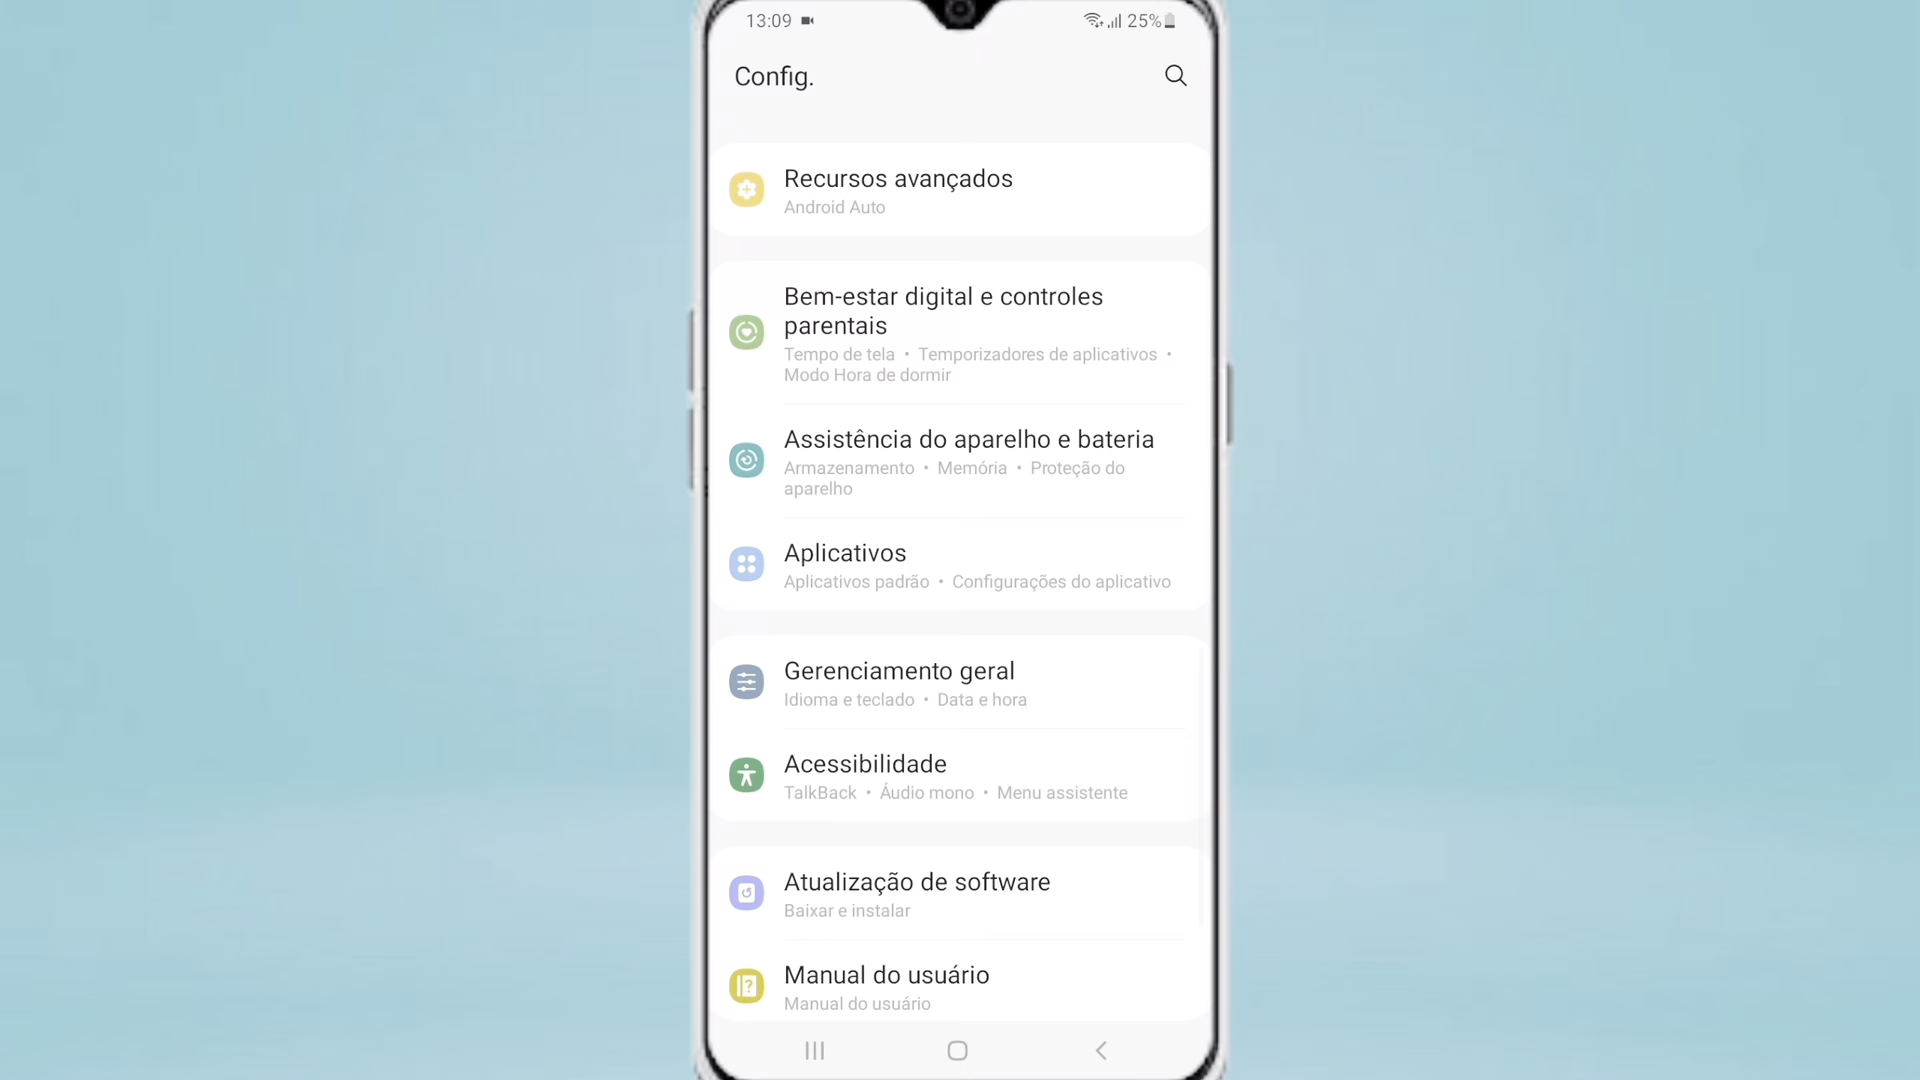 13:09 25%
Config.
Recursos avançados
Android Auto
Bem-estar digital e controles
parentais
Tempo de tela • Temporizadores de aplicativos •
Modo Hora de dormir
Assistência do aparelho e bateria
Armazenamento • Memória • Proteção do
aparelho
Aplicativos
Aplicativos padrão • Configurações do aplicativo
Gerenciamento geral
Idioma e teclado • Data e hora
Acessibilidade
TalkBack • Áudio mono • Menu assistente
Atualização de software
Baixar e instalar
Manual do usuário
Manual do usuário